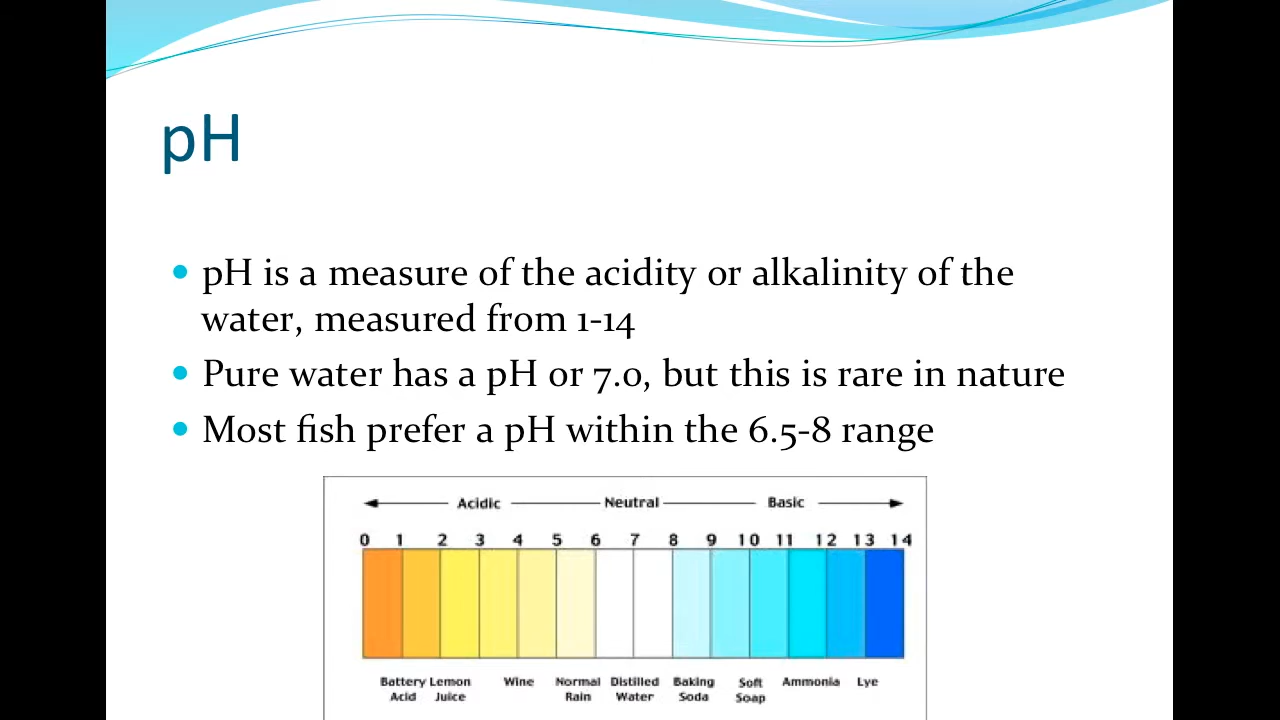 pH
• pH is a measure of the acidity or alkalinity of the
water, measured from 1-14
• Pure water has a pH or 7.0, but this is rare in nature
• Most fish prefer a pH within the 6.5-8 range
Acidic Neutral Basic
0 1 2 3 4 5 6 7 8 9 10 11 12 13 14
Battery Lemon Wine Normal Distilled Baking Soft Ammonia Lye
Acid Juice Rain Water Soda Soap